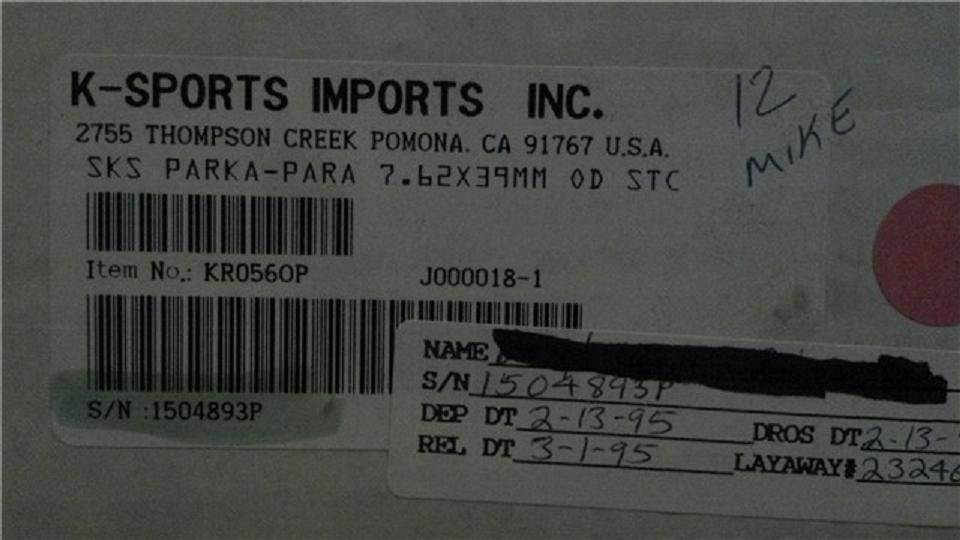 K-SPORTS IMPORTS INC.
2755 THOMPSON CREEK POMONA. CA 91767 U.S.A.
SKS PARKA-PARA 7.62X39MM OD STC
12
MIKE
Item No.: KR0560P J000018-1
S/N :1504893P
NAME
S/N 1504893P
DEP DT 2-13-95 DROS DT 2-13-
REL DT 3-1-95 LAYAWAY# 23246